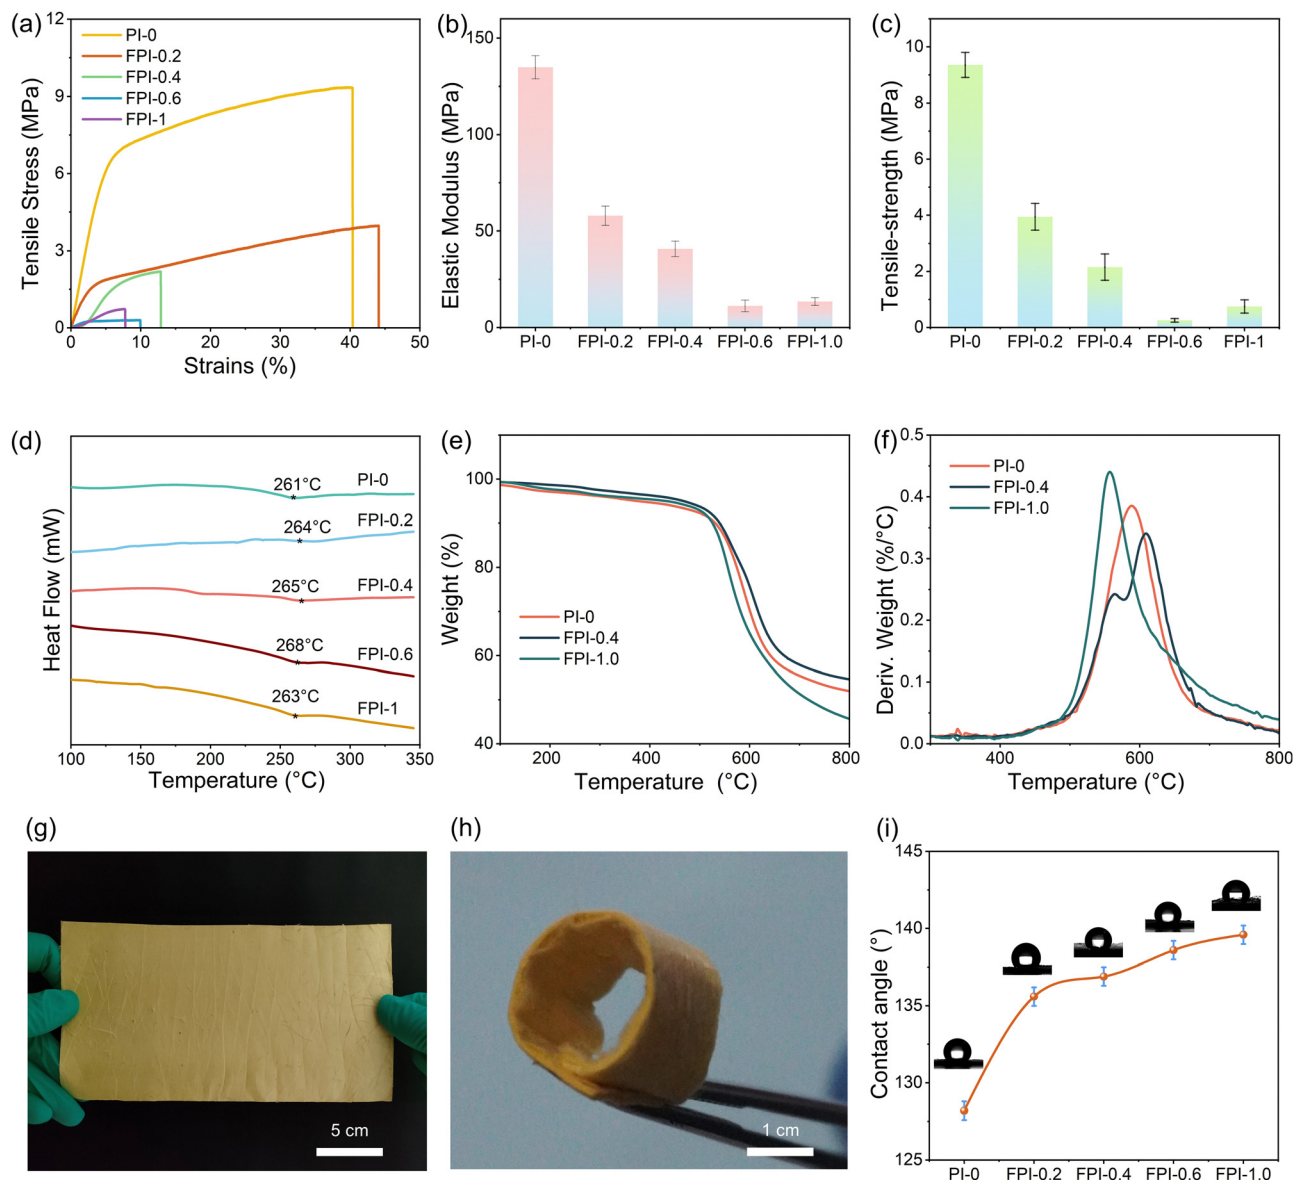 (a)
12
9
6
3
0
Tensile Stress (MPa)
PI-0
FPI-0.2
FPI-0.4
FPI-0.6
FPI-1
0 10 20 30 40 50
Strains (%)
(b)
150
100
50
0
Elastic Modulus (MPa)
PI-0 FPI-0.2 FPI-0.4 FPI-0.6 FPI-1.0
(c)
10
8
6
4
2
0
Tensile-strength (MPa)
PI-0 FPI-0.2 FPI-0.4 FPI-0.6 FPI-1
(d)
Heat Flow (mW)
261°C PI-0
*
264°C FPI-0.2
*
265°C FPI-0.4
*
268°C FPI-0.6
*
263°C FPI-1
*
100 150 200 250 300 350
Temperature (°C)
(e)
100
80
60
40
Weight (%)
PI-0
FPI-0.4
FPI-1.0
200 400 600 800
Temperature (°C)
(f)
0.5
0.4
0.3
0.2
0.1
0.0
Deriv. Weight (%/°C)
PI-0
FPI-0.4
FPI-1.0
400 500 600 700 800
Temperature (°C)
(g)
5 cm
(h)
1 cm
(i)
145
140
135
130
125
Contact angle (°)
PI-0 FPI-0.2 FPI-0.4 FPI-0.6 FPI-1.0